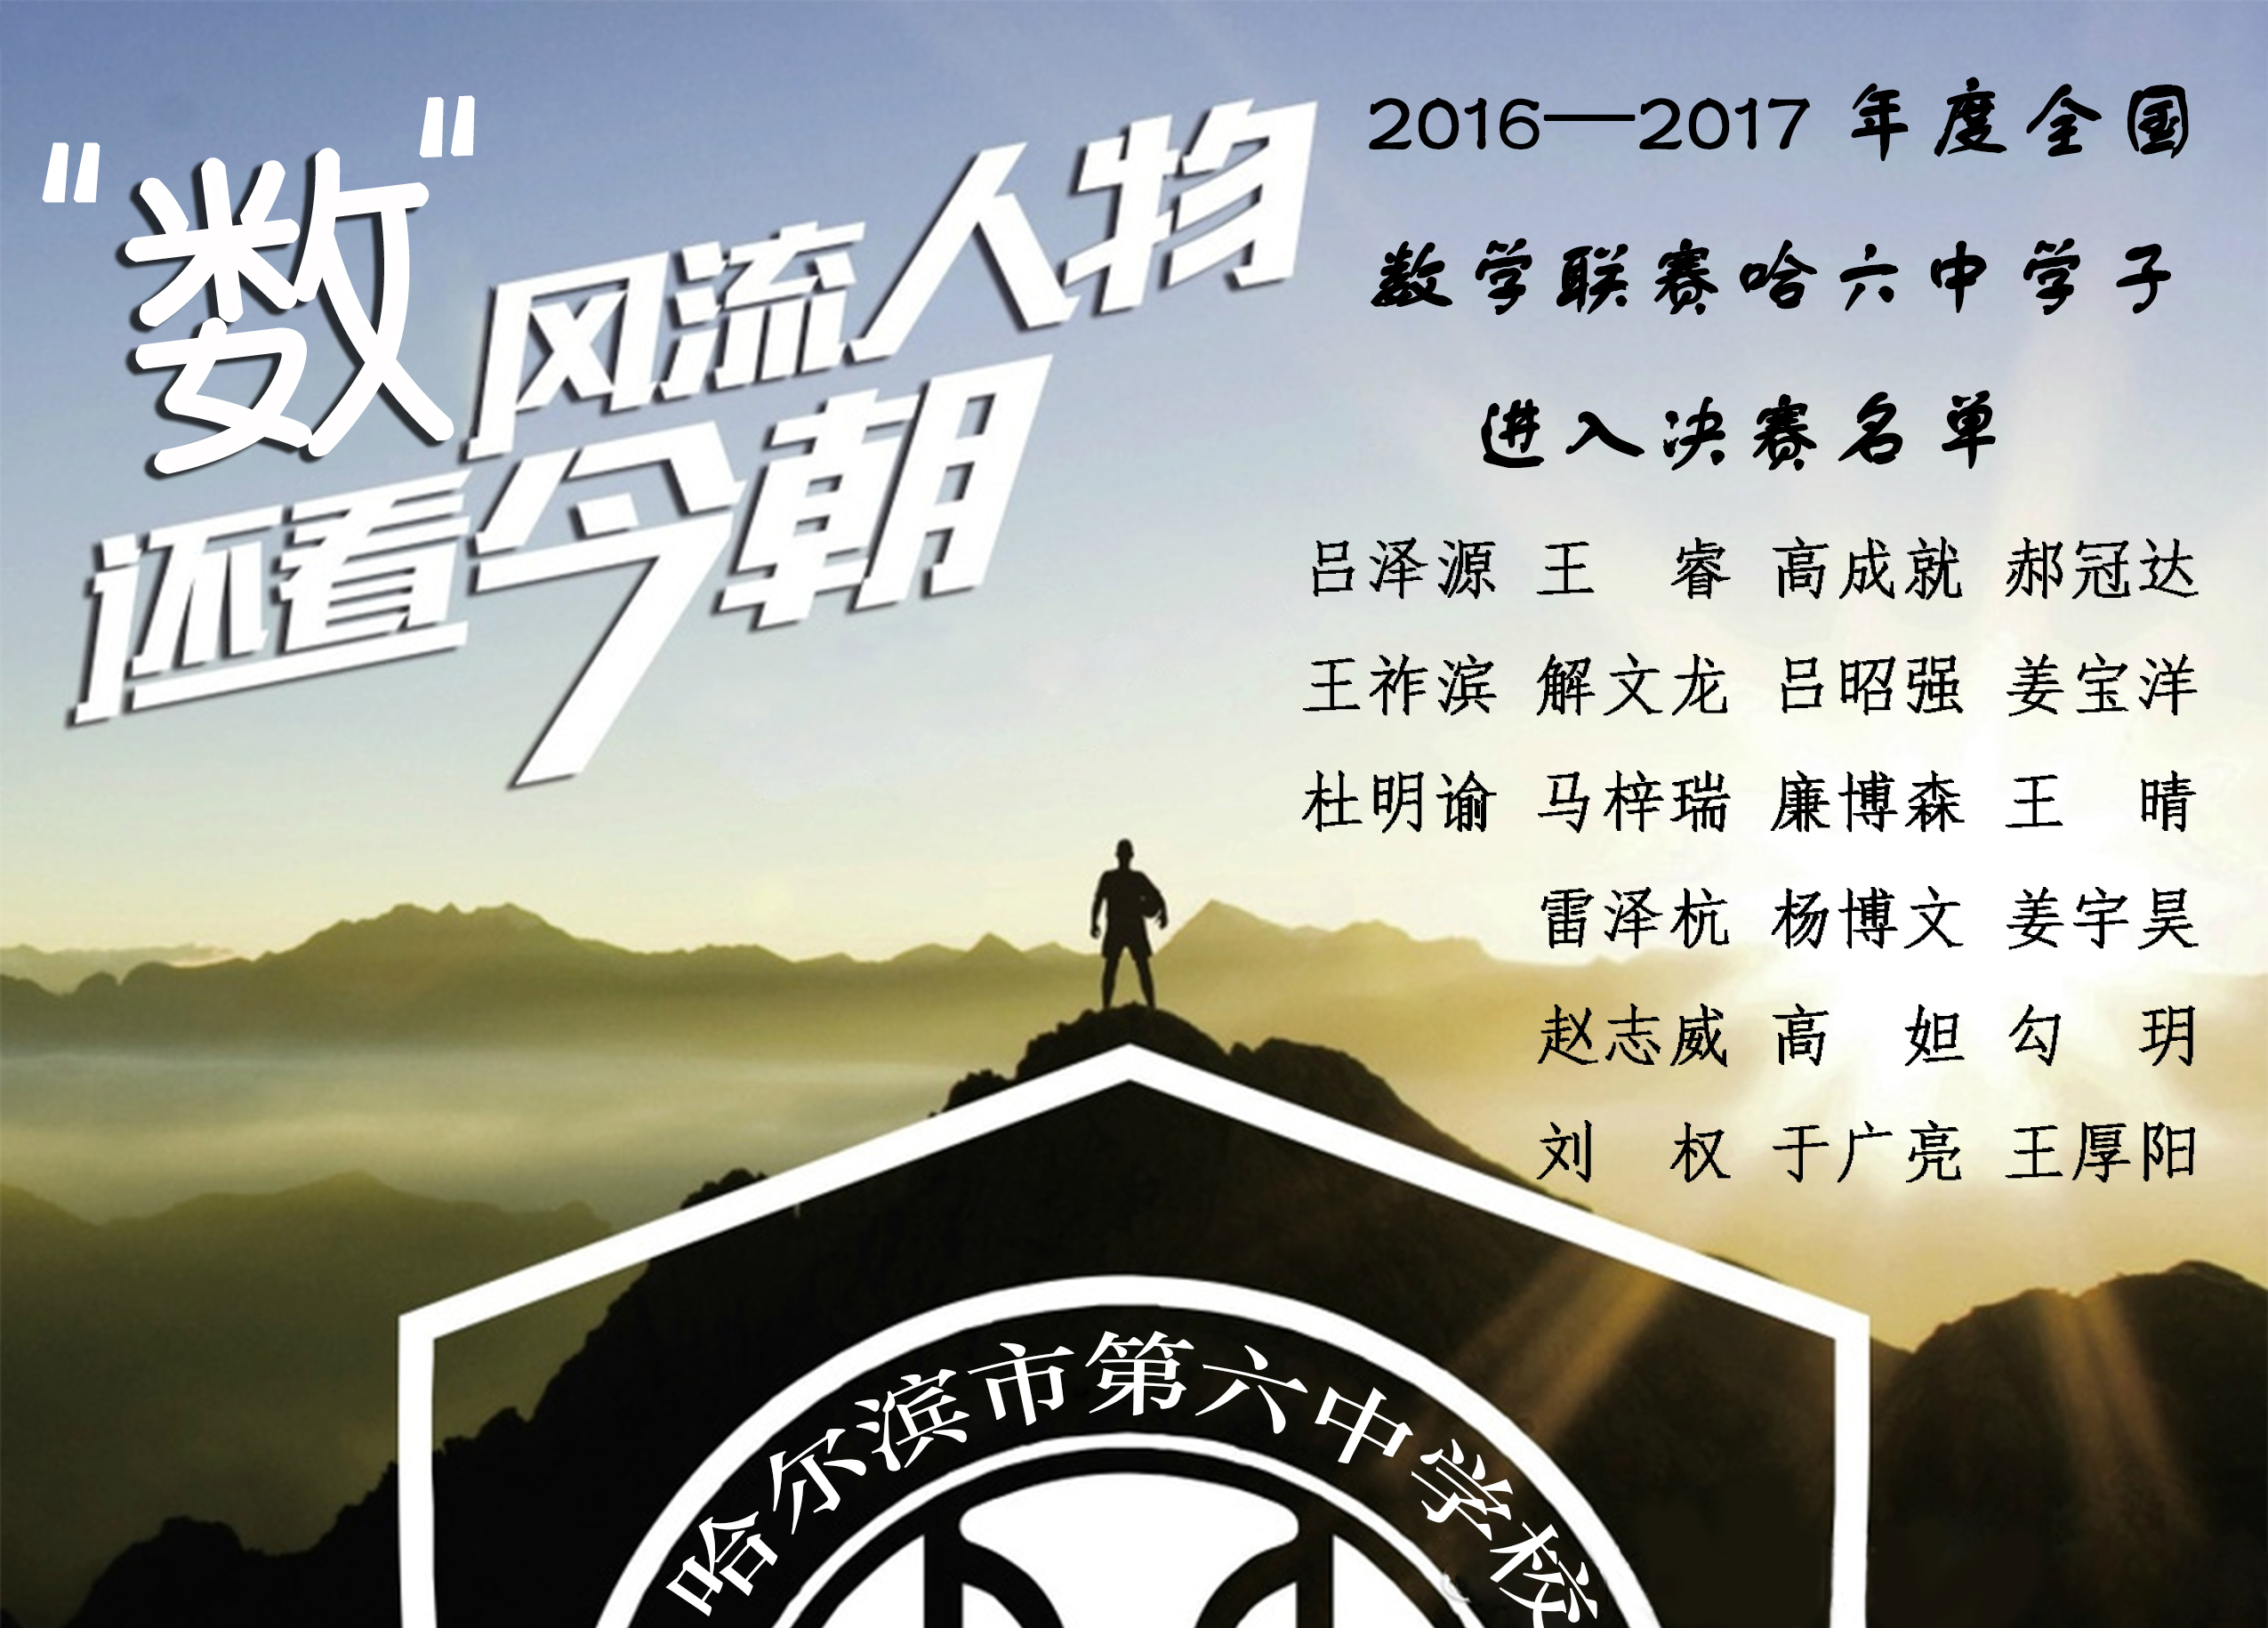 "数"风流人物
还看今朝
2016—2017 年度全国
数学联赛哈六中学子
进入决赛名单
吕泽源 王　睿 高成就 郝冠达
王祚滨 解文龙 吕昭强 姜宝洋
杜明谕 马梓瑞 廉博森 王　晴
雷泽杭 杨博文 姜宇昊
赵志威 高　妲 勾　玥
刘　权 于广亮 王厚阳
哈尔滨市第六中学校